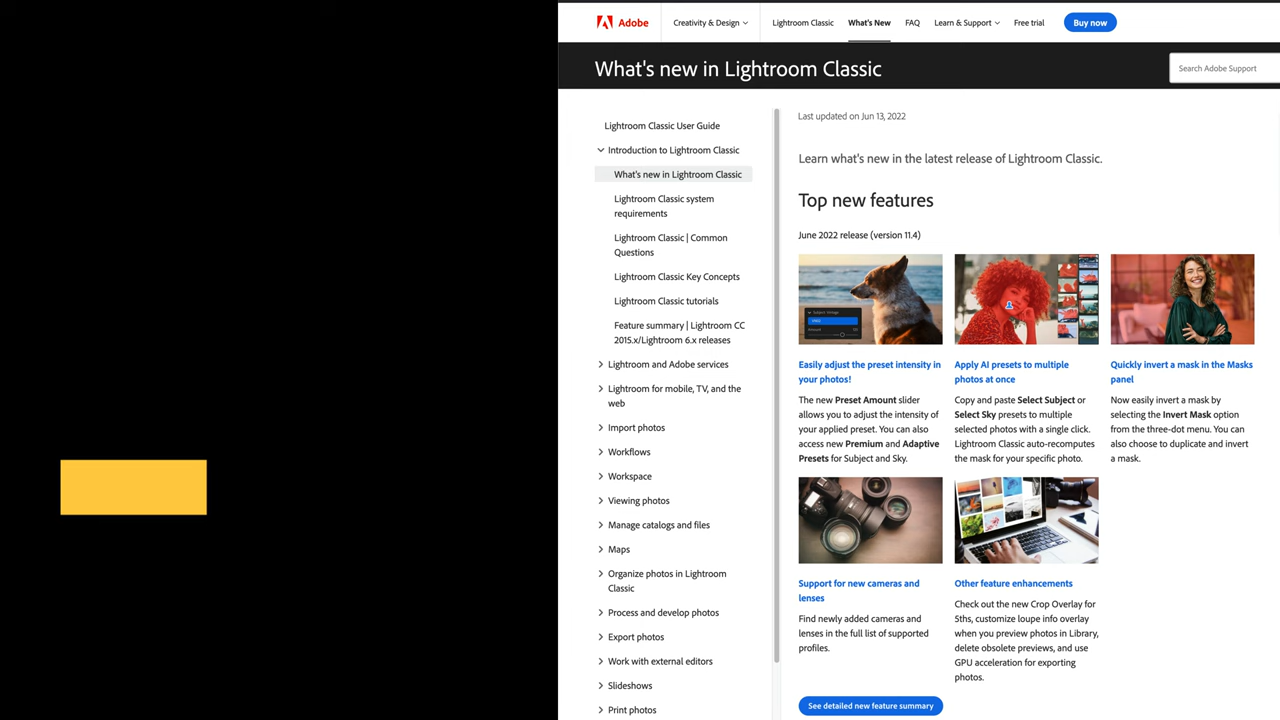 Adobe
Creativity & Design
Lightroom Classic
What's New
FAQ
Learn & Support
Free trial
Buy now
What's new in Lightroom Classic
Search Adobe Support
Lightroom Classic User Guide
Introduction to Lightroom Classic
What's new in Lightroom Classic
Lightroom Classic system
requirements
Lightroom Classic | Common
Questions
Lightroom Classic Key Concepts
Lightroom Classic tutorials
Feature summary | Lightroom CC
2015.x/Lightroom 6.x releases
Lightroom and Adobe services
Lightroom for mobile, TV, and the
web
Import photos
Workflows
Workspace
Viewing photos
Manage catalogs and files
Maps
Organize photos in Lightroom
Classic
Process and develop photos
Export photos
Work with external editors
Slideshows
Print photos
Last updated on Jun 13, 2022
Learn what's new in the latest release of Lightroom Classic.
Top new features
June 2022 release (version 11.4)
Easily adjust the preset intensity in
your photos!
The new Preset Amount slider
allows you to adjust the intensity of
your applied preset. You can also
access new Premium and Adaptive
Presets for Subject and Sky.
Apply AI presets to multiple
photos at once
Copy and paste Select Subject or
Select Sky presets to multiple
selected photos with a single click.
Lightroom Classic auto-recomputes
the mask for your specific photo.
Quickly invert a mask in the Masks
panel
Now easily invert a mask by
selecting the Invert Mask option
from the three-dot menu. You can
also choose to duplicate and invert
a mask.
Support for new cameras and
lenses
Find newly added cameras and
lenses in the full list of supported
profiles.
Other feature enhancements
Check out the new Crop Overlay for
5ths, customize loupe info overlay
when you preview photos in Library,
delete obsolete previews, and use
GPU acceleration for exporting
photos.
See detailed new feature summary